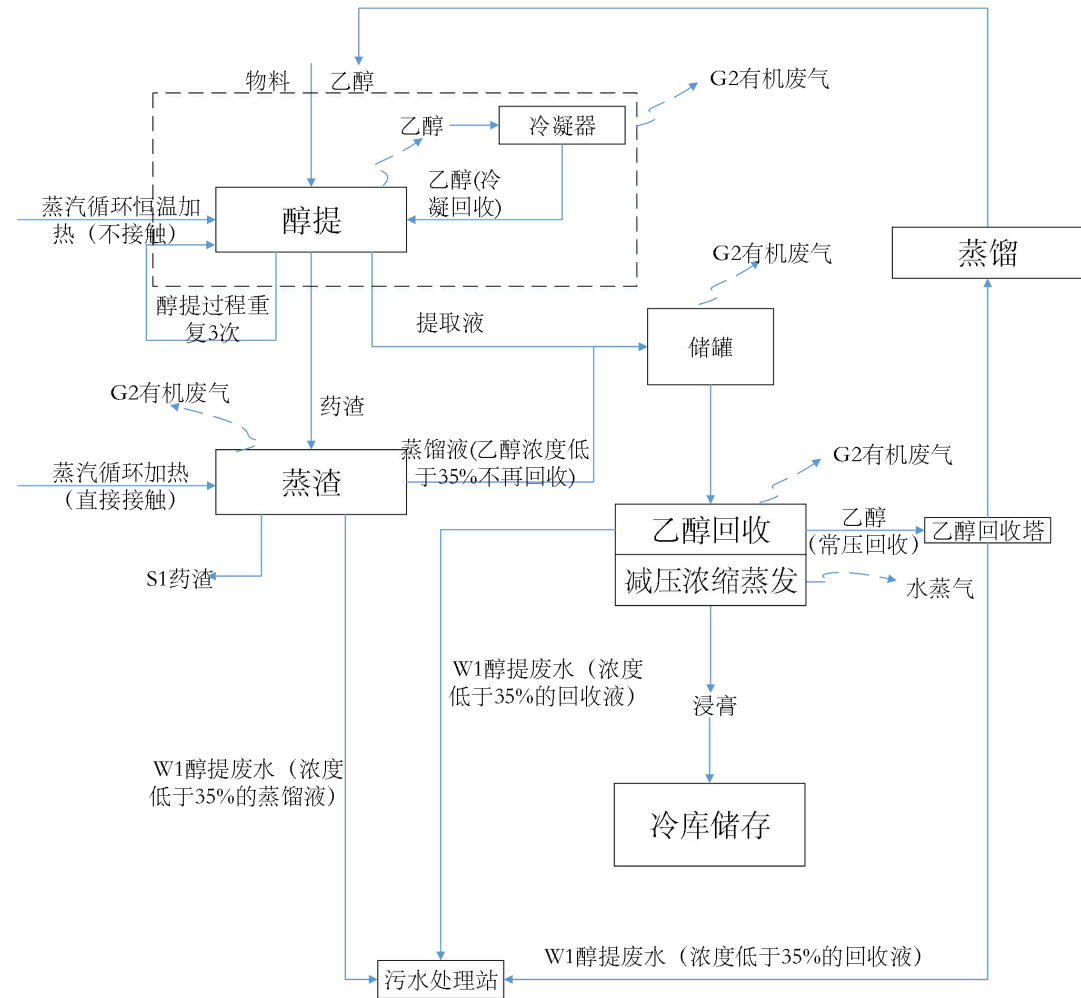 物料
乙醇
G2有机废气
乙醇
冷凝器
乙醇(冷
凝回收)
蒸汽循环恒温加
热（不接触）
醇提
G2有机废气
蒸馏
醇提过程重
复3次
提取液
储罐
G2有机废气
药渣
蒸馏液(乙醇浓度低
于35%不再回收)
G2有机废气
蒸汽循环加热
（直接接触）
蒸渣
乙醇回收
乙醇
（常压回收）
乙醇回收塔
减压浓缩蒸发
水蒸气
S1药渣
W1醇提废水（浓度
低于35%的回收液）
浸膏
W1醇提废水（浓度
低于35%的蒸馏液）
冷库储存
W1醇提废水（浓度低于35%的回收液）
污水处理站